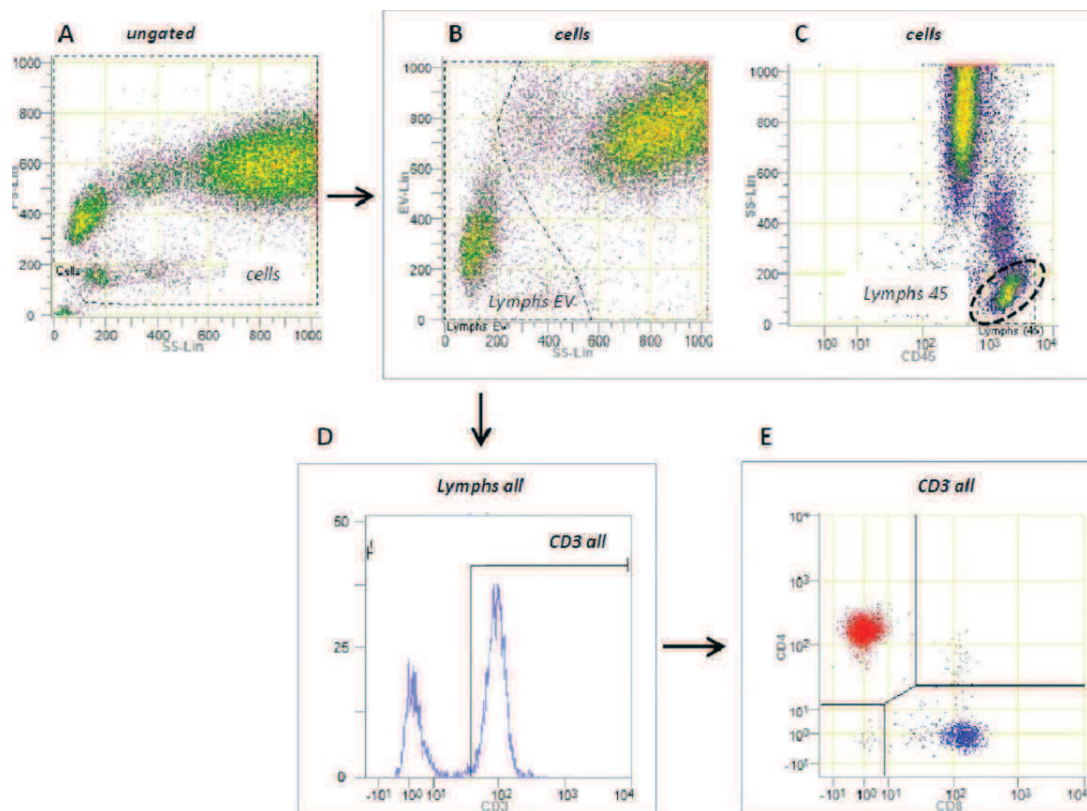 A
ungated
1000
800
600
400
200
0
Cells
cells
0 200 400 600 800 1000
SS-Lin
B
cells
1000
800
600
400
200
0
EV-Lin
Lymphs EV
Lymphs EV
0 200 400 600 800 1000
SS-Lin
C
cells
1000
800
600
400
200
0
SS-Lin
Lymphs 45
Lymphs (45)
100 101 102 103 104
CD45
D
Lymphs all
50
25
0
CD3 all
-101 100 101 102 103 104
CD3
E
CD3 all
104
103
102
101
100
-101
CD4
-101 100 101 102 103 104
CD8